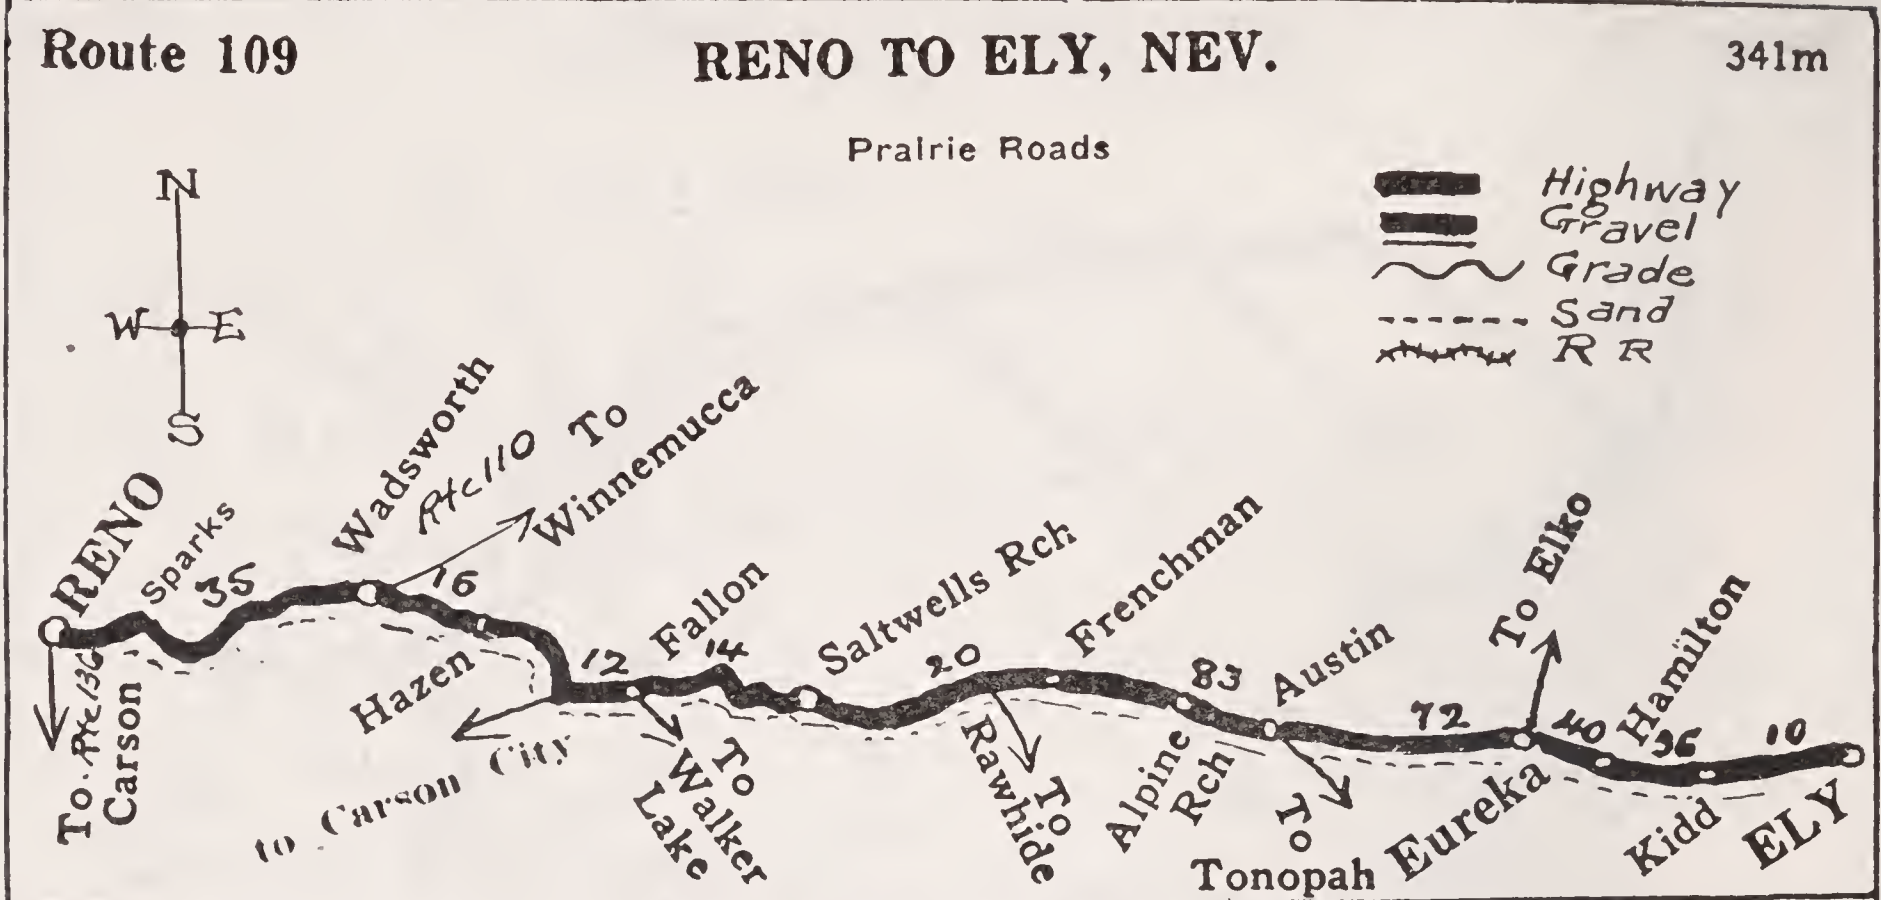 Route 109
RENO TO ELY, NEV.
341m
Prairie Roads
N
W E
S
Highway
Gravel
Grade
Sand
R R
RENO
Sparks
35
Wadsworth
Rte 110 To
Winnemucca
16
Hazen
12
Fallon
14
Saltwells Rch
20
Frenchman
83
Austin
72
To Elko
40
Hamilton
36
10
To Rte 136
Carson
to Carson City
To
Walker
Lake
To
Rawhide
Alpine
Rch
To
Tonopah
Eureka
Kidd
ELY